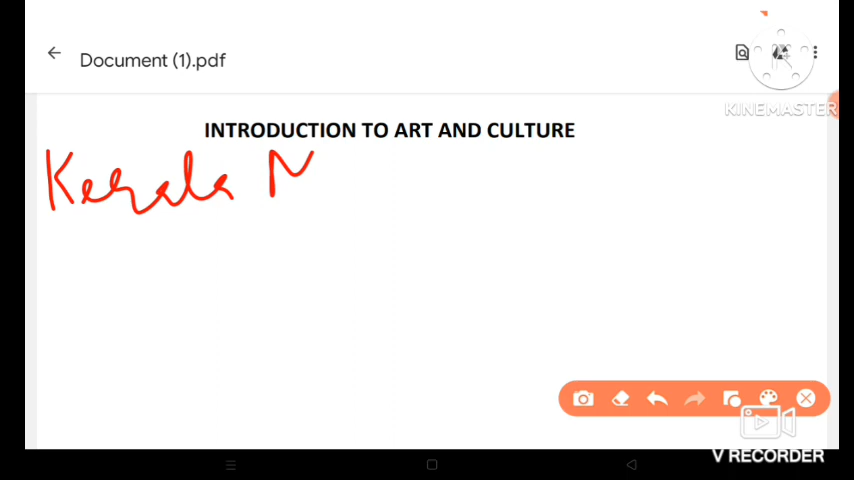 Document (1).pdf
KINEMASTER
INTRODUCTION TO ART AND CULTURE
Kerala N
V RECORDER